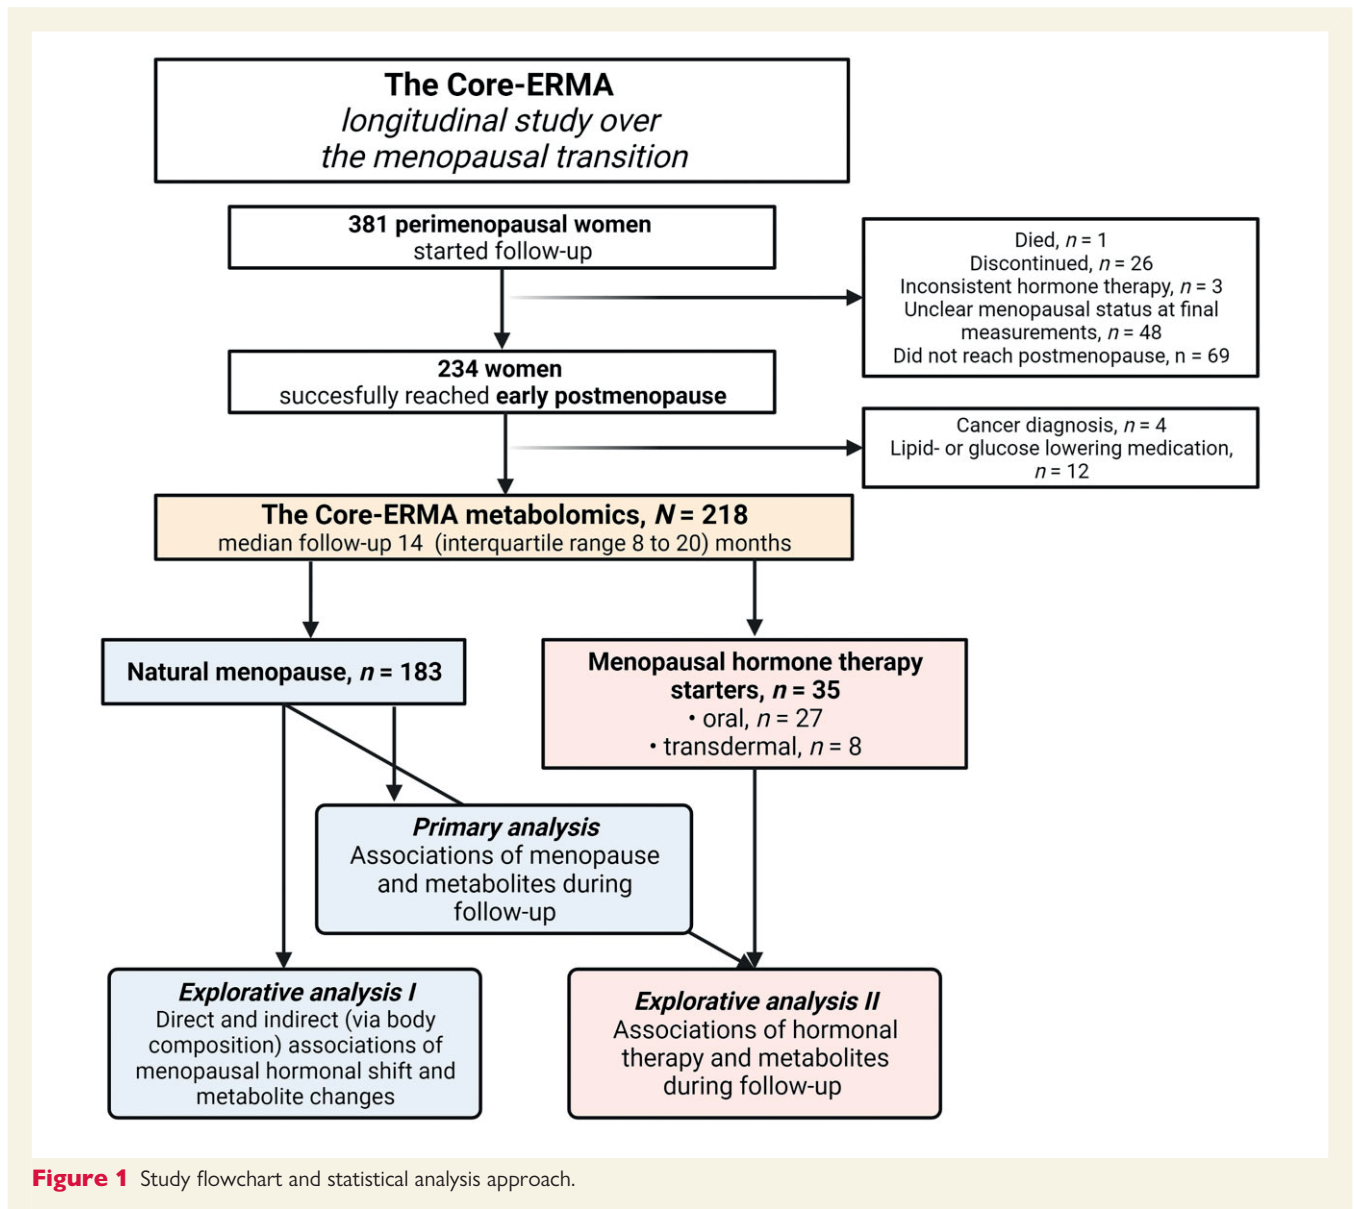 The Core-ERMA
longitudinal study over
the menopausal transition
381 perimenopausal women
started follow-up
Died, n = 1
Discontinued, n = 26
Inconsistent hormone therapy, n = 3
Unclear menopausal status at final
measurements, n = 48
Did not reach postmenopause, n = 69
234 women
succesfully reached early postmenopause
Cancer diagnosis, n = 4
Lipid- or glucose lowering medication,
n = 12
The Core-ERMA metabolomics, N = 218
median follow-up 14 (interquartile range 8 to 20) months
Natural menopause, n = 183
Menopausal hormone therapy
starters, n = 35
• oral, n = 27
• transdermal, n = 8
Primary analysis
Associations of menopause
and metabolites during
follow-up
Explorative analysis I
Direct and indirect (via body
composition) associations of
menopausal hormonal shift and
metabolite changes
Explorative analysis II
Associations of hormonal
therapy and metabolites
during follow-up
Figure 1 Study flowchart and statistical analysis approach.